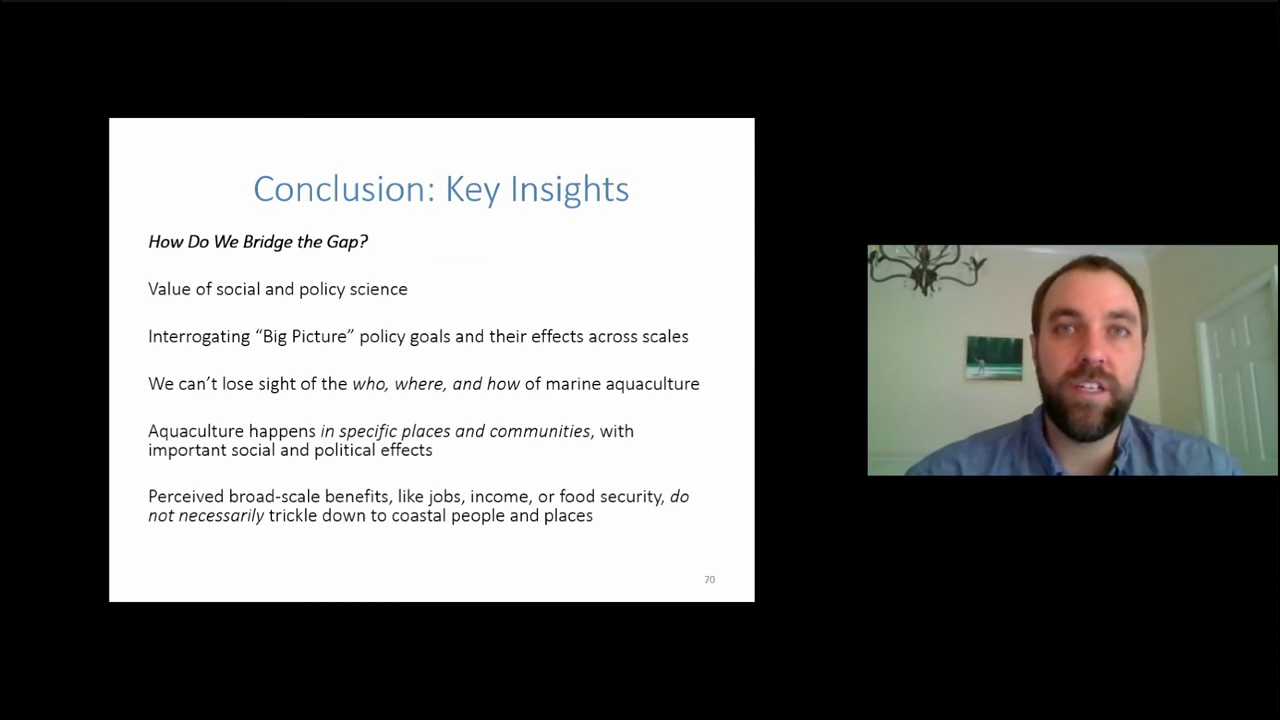 Conclusion: Key Insights
How Do We Bridge the Gap?
Value of social and policy science
Interrogating “Big Picture” policy goals and their effects across scales
We can’t lose sight of the who, where, and how of marine aquaculture
Aquaculture happens in specific places and communities, with
important social and political effects
Perceived broad-scale benefits, like jobs, income, or food security, do
not necessarily trickle down to coastal people and places
70